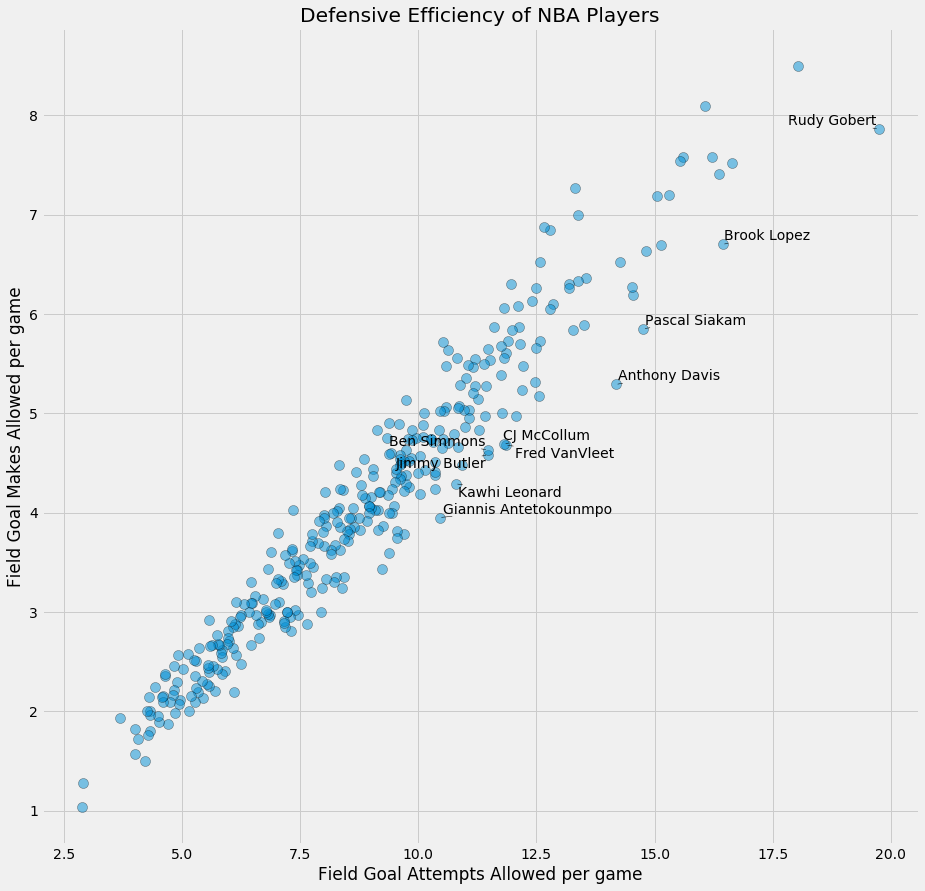 Defensive Efficiency of NBA Players
Field Goal Makes Allowed per game
8
7
6
5
4
3
2
1
Rudy Gobert
Brook Lopez
Pascal Siakam
Anthony Davis
CJ McCollum
Ben Simmons
Fred VanVleet
Jimmy Butler
Kawhi Leonard
Giannis Antetokounmpo
2.5 5.0 7.5 10.0 12.5 15.0 17.5 20.0
Field Goal Attempts Allowed per game